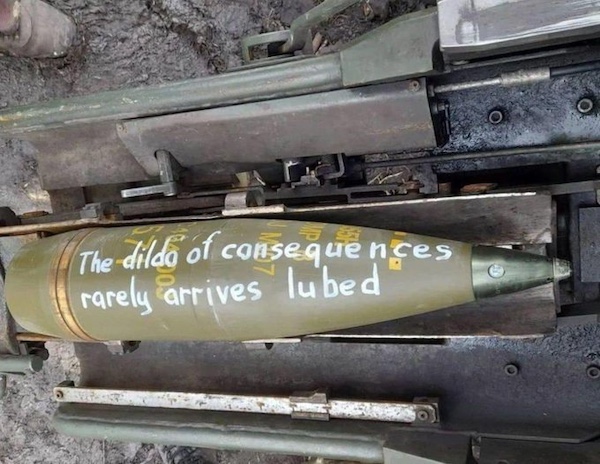 The dildo of consequences
rarely arrives lubed